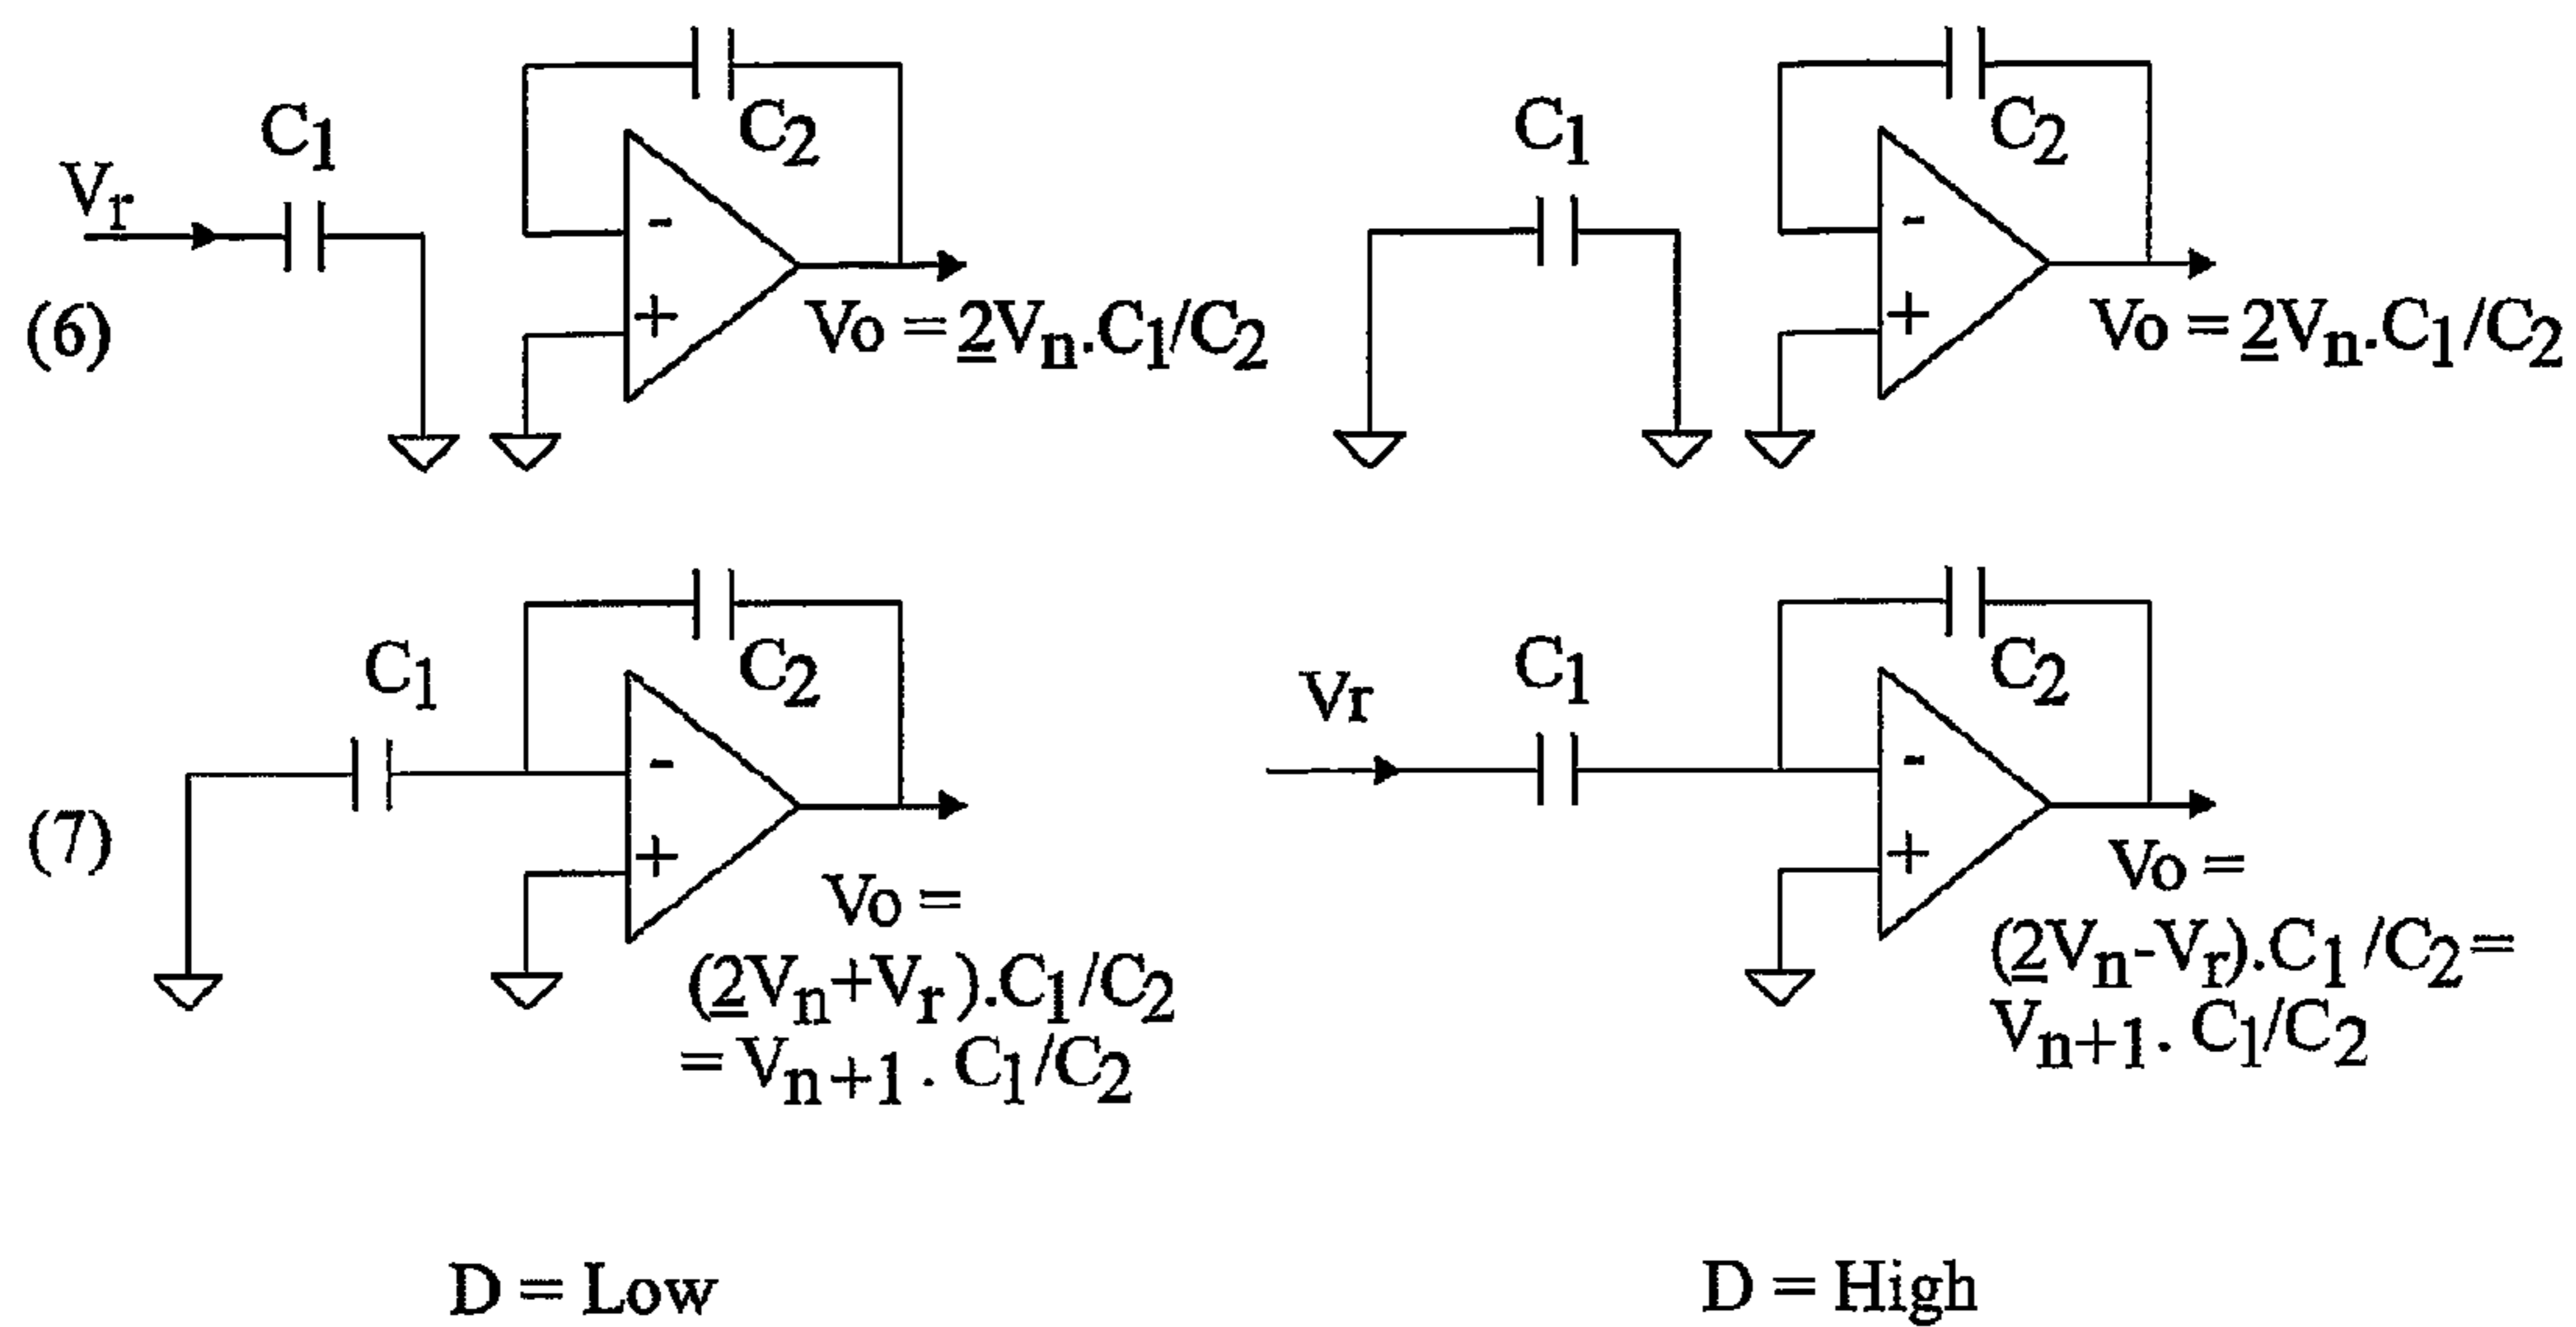 C1
C2
Vr
-
+
(6)
Vo = 2Vn.C1/C2
C1
C2
-
+
Vo = 2Vn.C1/C2
C1
C2
-
+
(7)
Vo =
(2Vn+Vr).C1/C2
= Vn+1. C1/C2
C1
C2
Vr
-
+
Vo =
(2Vn-Vr).C1/C2 =
Vn+1. C1/C2
D = Low
D = High